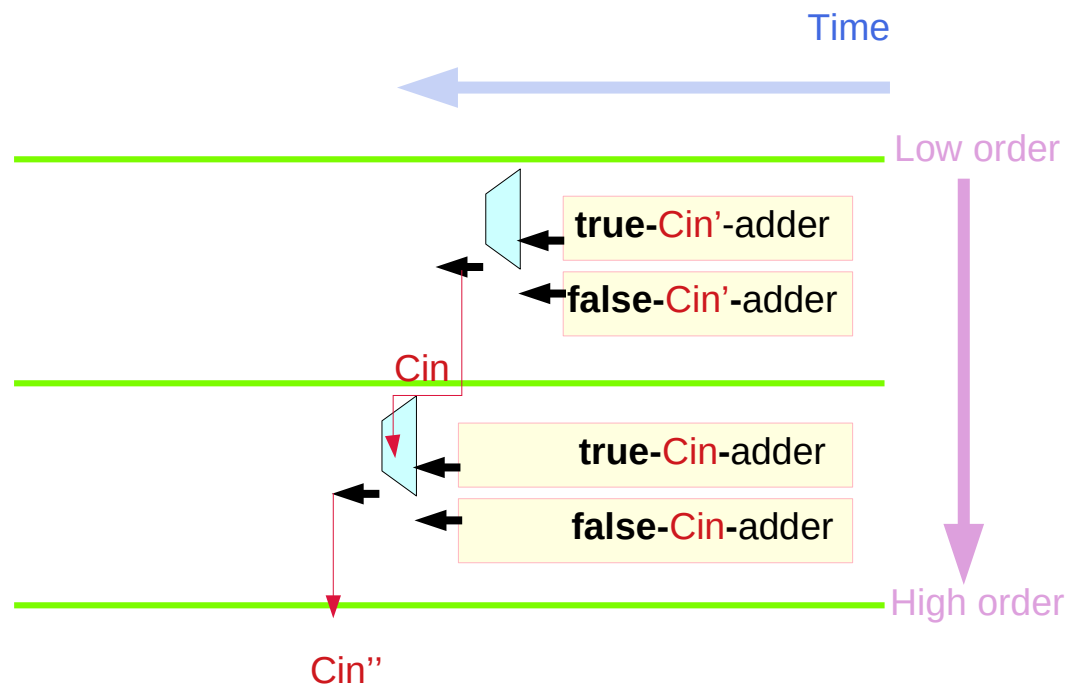 Time
Low order
true-Cin’-adder
false-Cin’-adder
Cin
true-Cin-adder
false-Cin-adder
High order
Cin’’